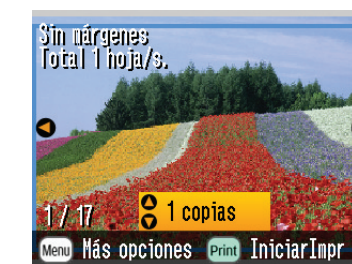 Sin márgenes
Total 1 hoja/s.
1 / 17
1 copias
Menu Más opciones Print IniciarImpr